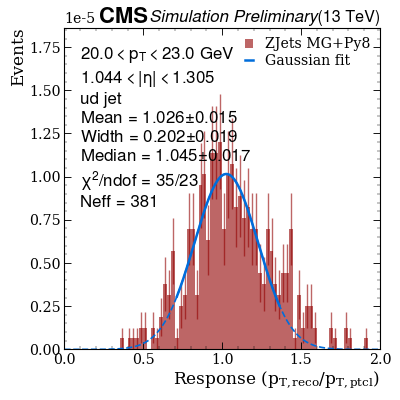 1e-5 CMS Simulation Preliminary (13 TeV)
Events
20.0 < pT < 23.0 GeV
1.044 < |η| < 1.305
ud jet
Mean = 1.026±0.015
Width = 0.202±0.019
Median = 1.045±0.017
χ²/ndof = 35/23
Neff = 381
ZJets MG+Py8
Gaussian fit
1.75
1.50
1.25
1.00
0.75
0.50
0.25
0.00
0.0 0.5 1.0 1.5 2.0
Response (pT,reco/pT,ptcl)